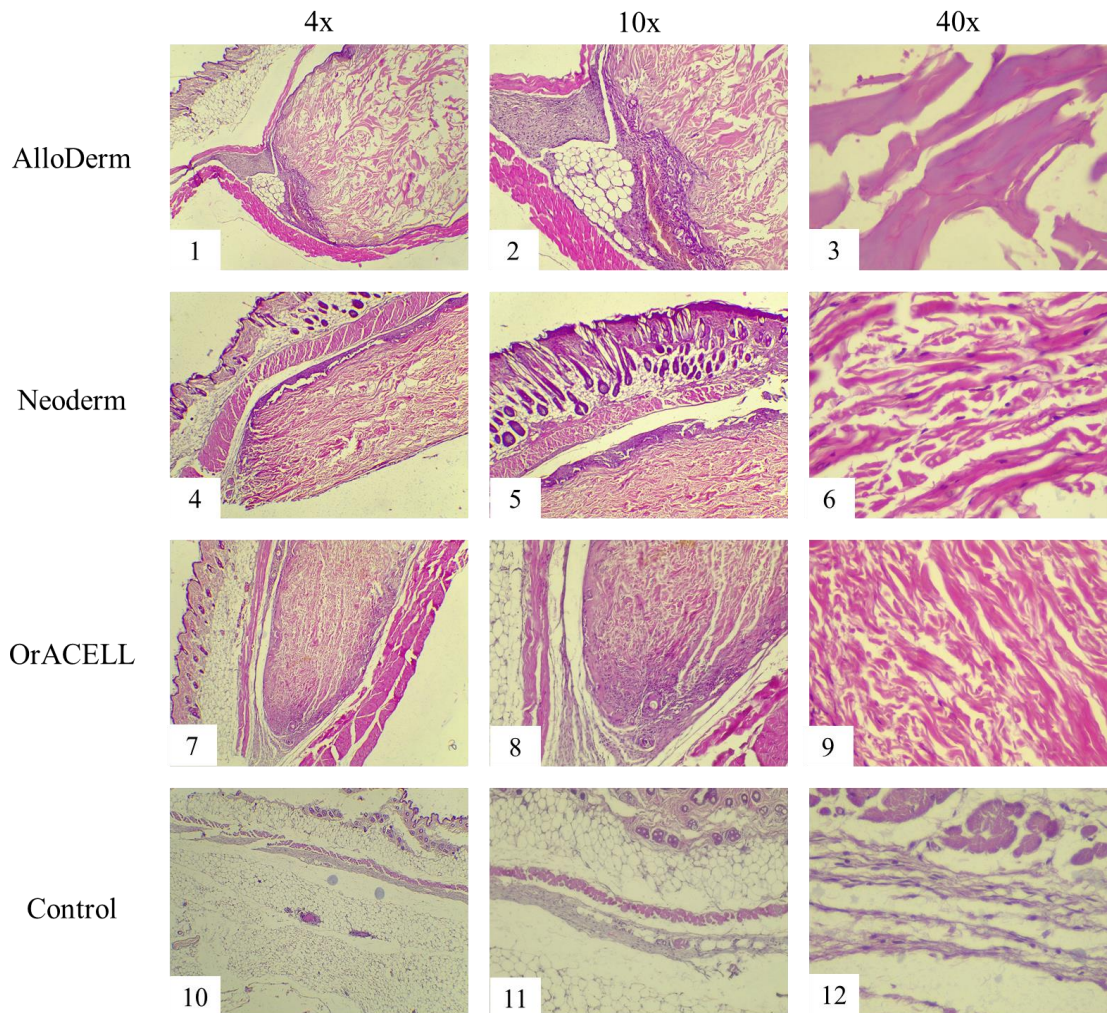 4x 10x 40x
AlloDerm
1 2 3
Neoderm
4 5 6
OrACELL
7 8 9
Control
10 11 12